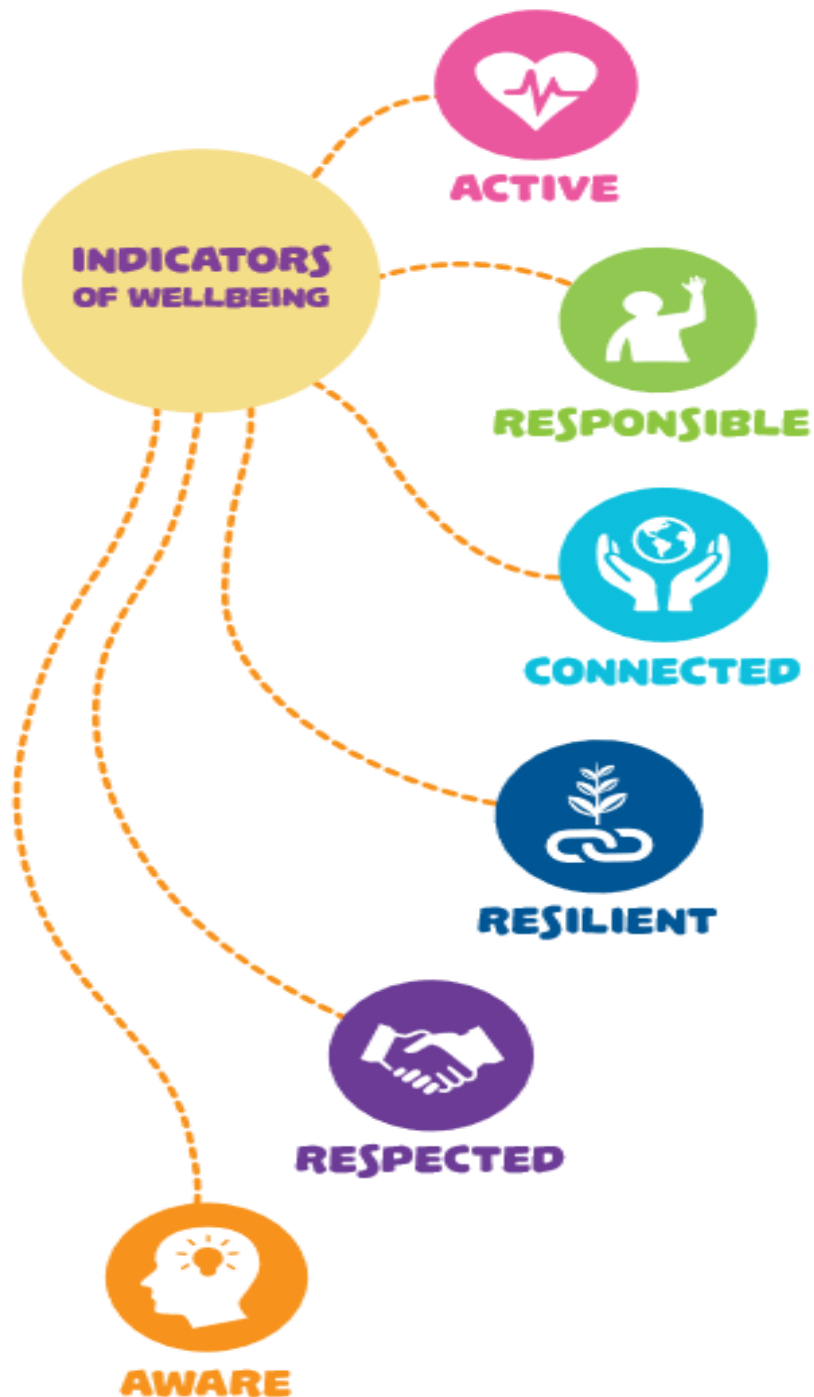 ACTIVE
INDICATORS
OF WELLBEING
RESPONSIBLE
CONNECTED
RESILIENT
RESPECTED
AWARE